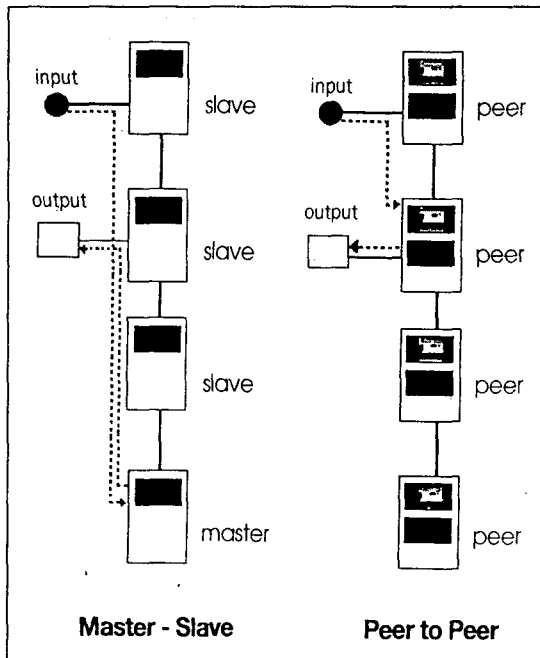 input
slave
output
slave
slave
master
Master - Slave
input
peer
output
peer
peer
peer
Peer to Peer